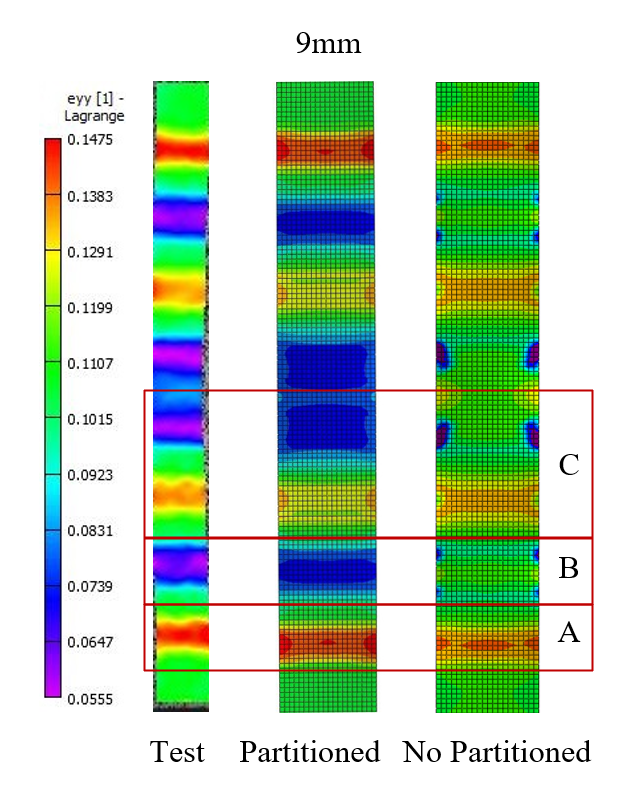 9mm
eyy [1] -
Lagrange
0.1475
0.1383
0.1291
0.1199
0.1107
0.1015
0.0923
0.0831
0.0739
0.0647
0.0555
C
B
A
Test Partitioned No Partitioned